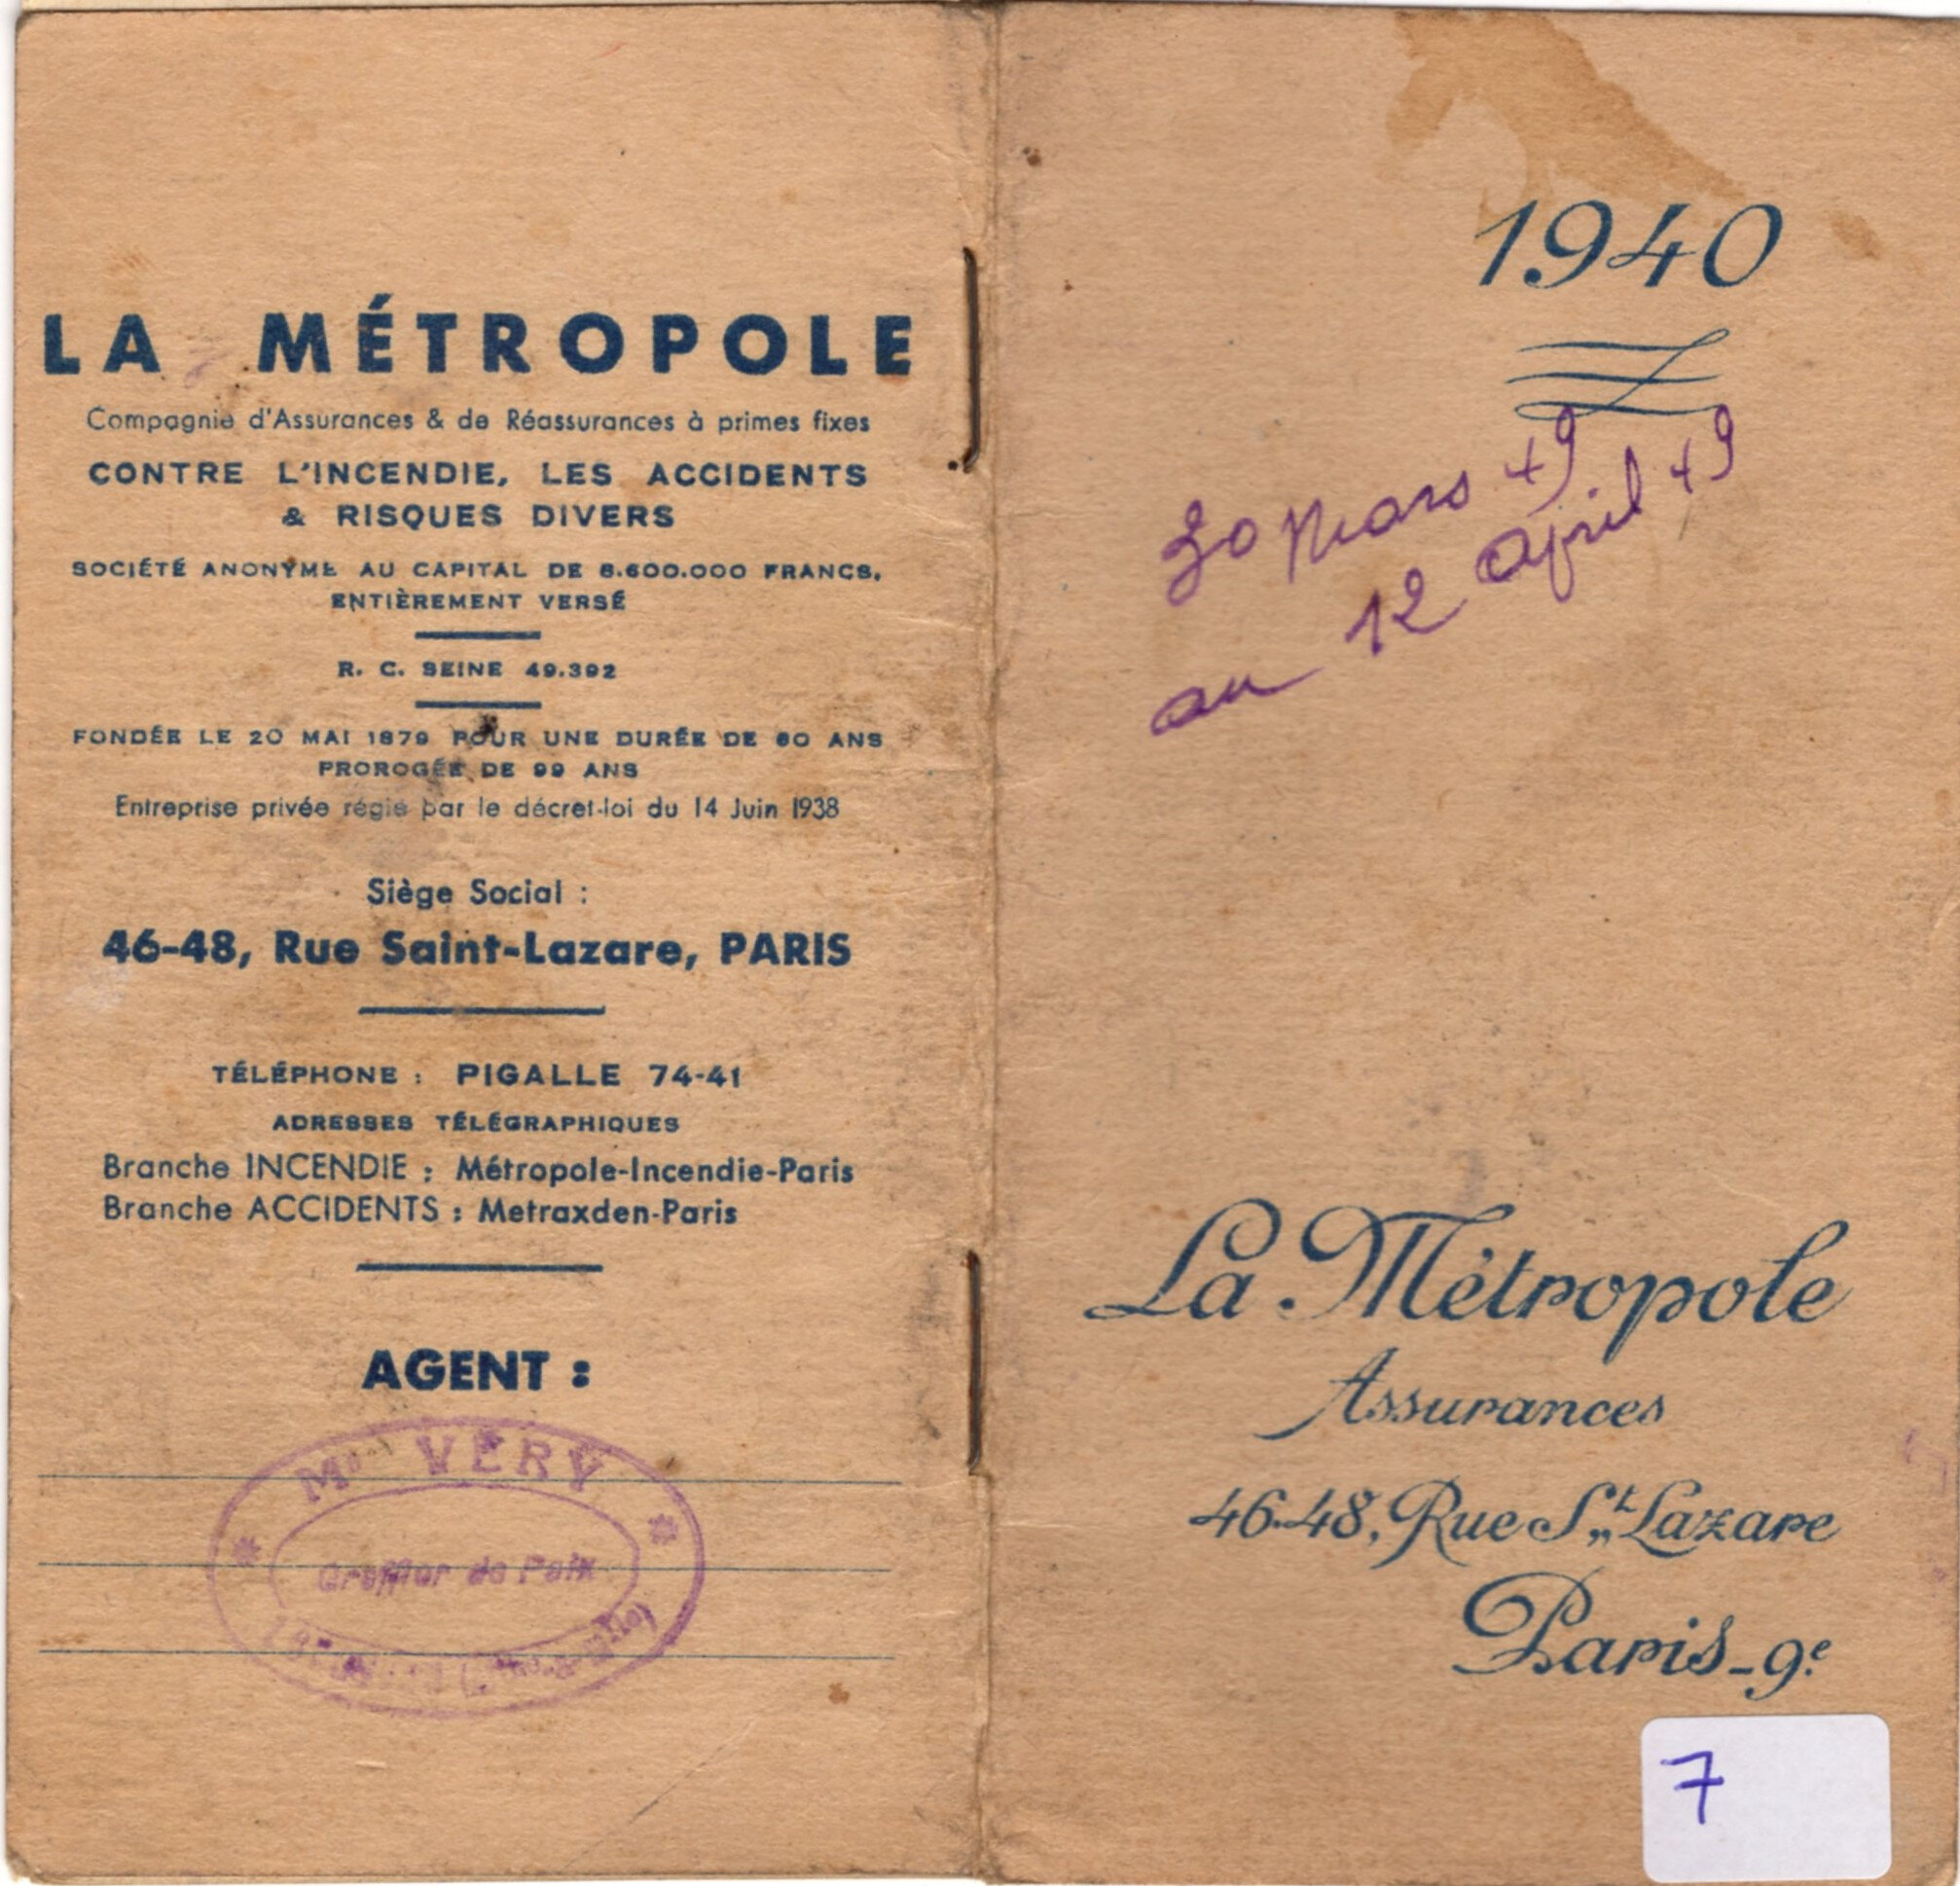 LA MÉTROPOLE
Compagnie d'Assurances & de Réassurances à primes fixes
CONTRE L'INCENDIE, LES ACCIDENTS
& RISQUES DIVERS
SOCIÉTÉ ANONYME AU CAPITAL DE 8.600.000 FRANCS,
ENTIÈREMENT VERSÉ
R. C. SEINE 49.392
FONDÉE LE 20 MAI 1879 POUR UNE DURÉE DE 60 ANS
PROROGÉE DE 99 ANS
Entreprise privée régie par le décret-loi du 14 Juin 1938
Siège Social :
46-48, Rue Saint-Lazare, PARIS
TÉLÉPHONE : PIGALLE 74-41
ADRESSES TÉLÉGRAPHIQUES
Branche INCENDIE : Métropole-Incendie-Paris
Branche ACCIDENTS : Metraxden-Paris
AGENT :
VÉRY
Greffier de Paix
1940
30 Mars 49
au 12 April 49
La Métropole
Assurances
46-48, Rue St Lazare
Paris-9e
7